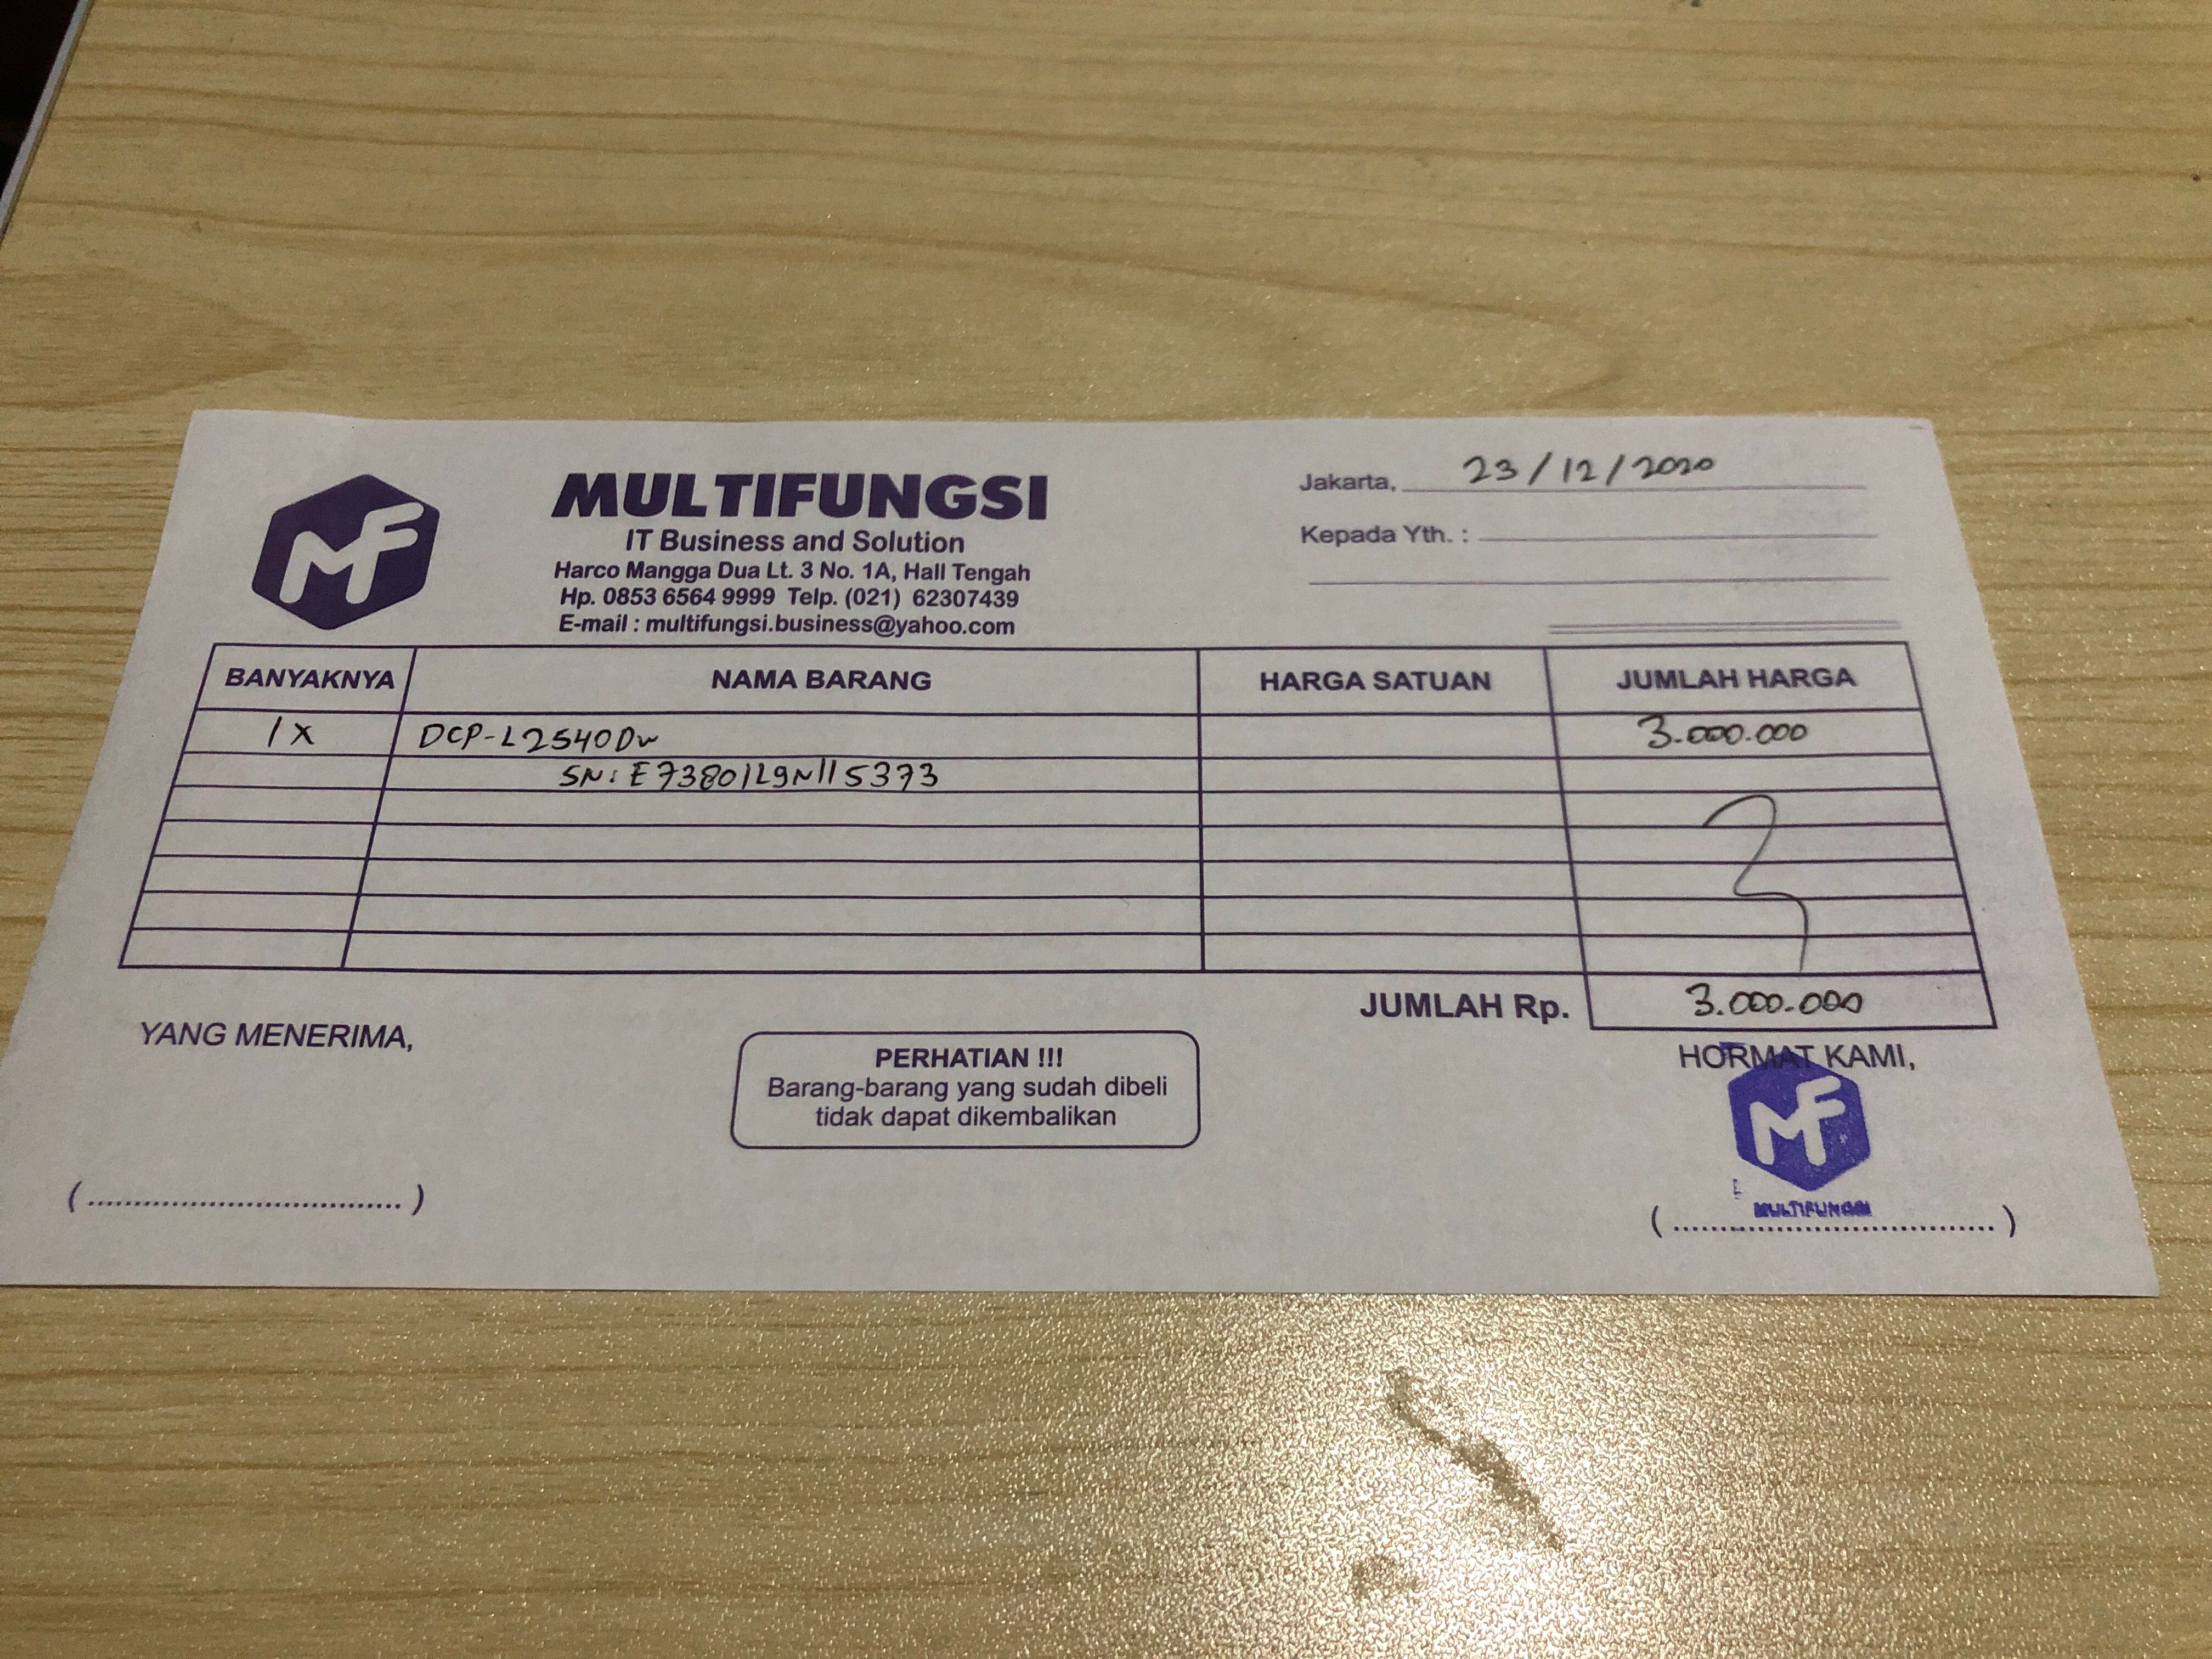 MF
MULTIFUNGSI
IT Business and Solution
Harco Mangga Dua Lt. 3 No. 1A, Hall Tengah
Hp. 0853 6564 9999 Telp. (021) 62307439
E-mail : multifungsi.business@yahoo.com
Jakarta, 23/12/2020
Kepada Yth. :
BANYAKNYA NAMA BARANG HARGA SATUAN JUMLAH HARGA
1 X DCP-L2540Dw 3.000.000
SN: E73801L9N115373
JUMLAH Rp. 3.000.000
YANG MENERIMA,
PERHATIAN !!!
Barang-barang yang sudah dibeli
tidak dapat dikembalikan
HORMAT KAMI,
MF
MULTIFUNGSI
(..................................)
(..................................)